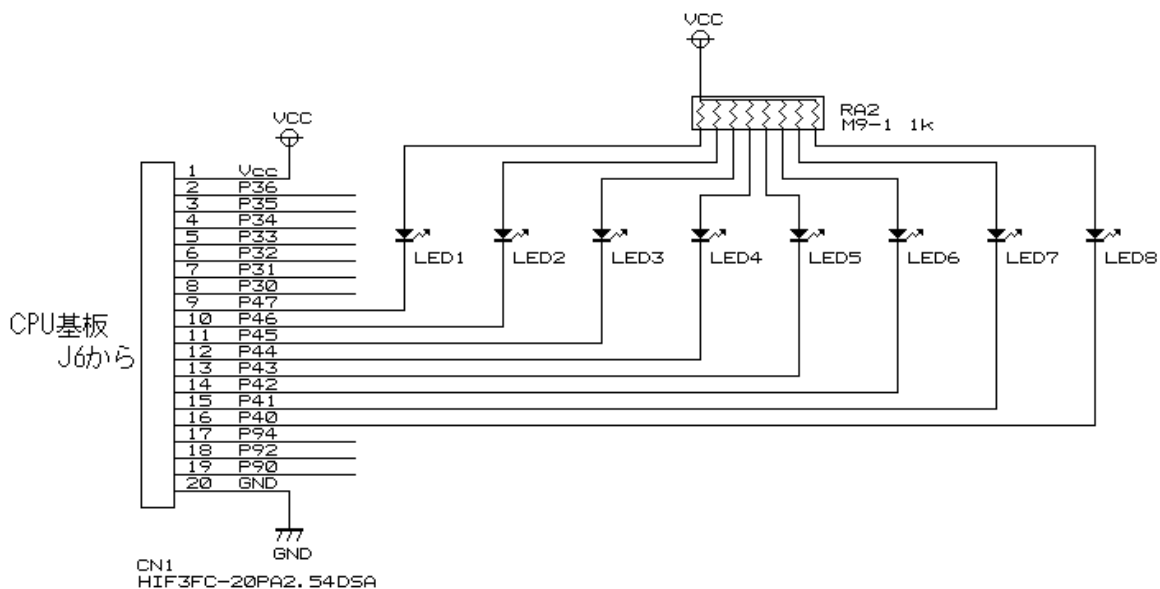 VCC
RA2
M9-1 1k
VCC
1 Vcc
2 P36
3 P35
4 P34
5 P33
6 P32
7 P31
8 P30
9 P47
10 P46
11 P45
12 P44
13 P43
14 P42
15 P41
16 P40
17 P94
18 P92
19 P90
20 GND
LED1 LED2 LED3 LED4 LED5 LED6 LED7 LED8
CPU基板
J6から
GND
CN1
HIF3FC-20PA2.54DSA